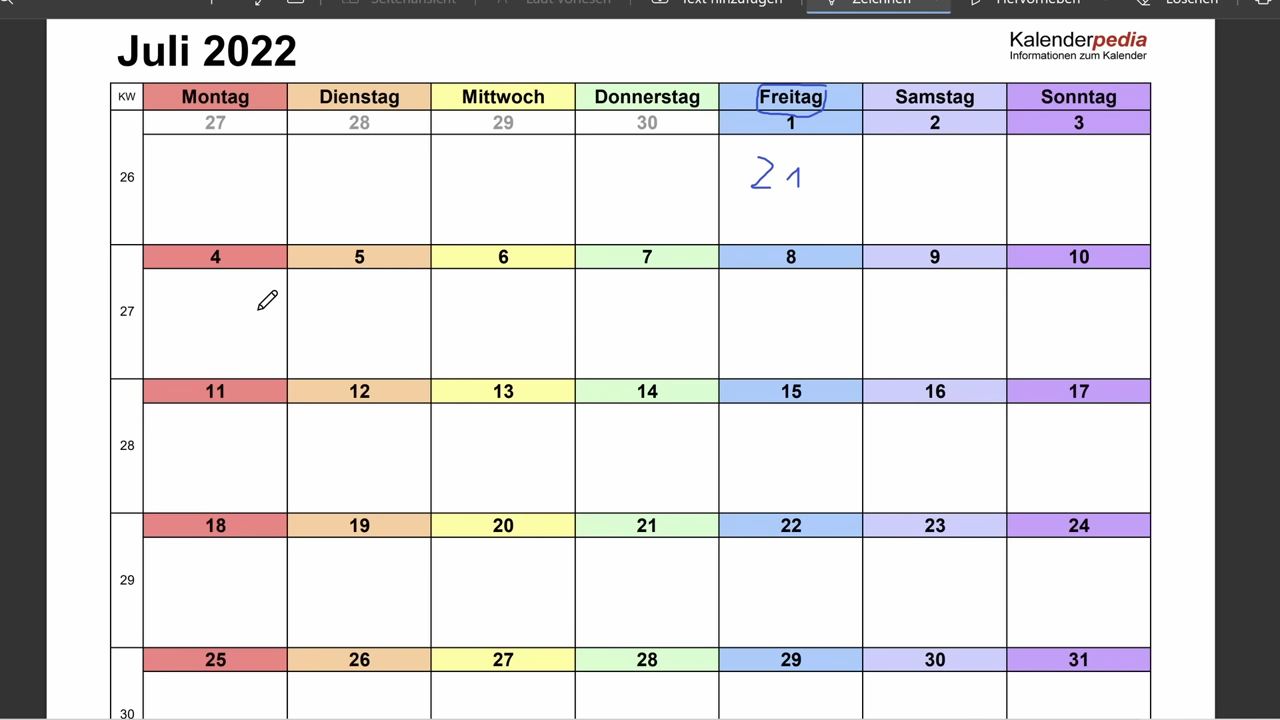 Seitenansicht Laut vorlesen Text hinzufügen Zeichnen Hervorheben Löschen
Juli 2022
Kalenderpedia
Informationen zum Kalender
KW Montag Dienstag Mittwoch Donnerstag Freitag Samstag Sonntag
27 28 29 30 1 2 3
26
21
4 5 6 7 8 9 10
27
11 12 13 14 15 16 17
28
18 19 20 21 22 23 24
29
25 26 27 28 29 30 31
30